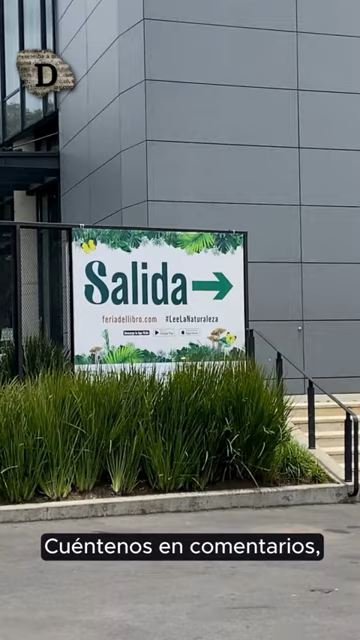 D
Salida
feriadellibro.com #LeeLaNaturaleza
Cuéntenos en comentarios,